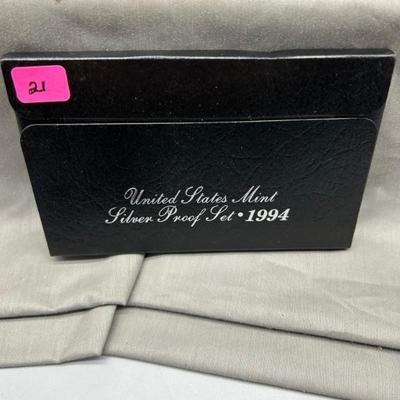 21
United States Mint
Silver Proof Set • 1994